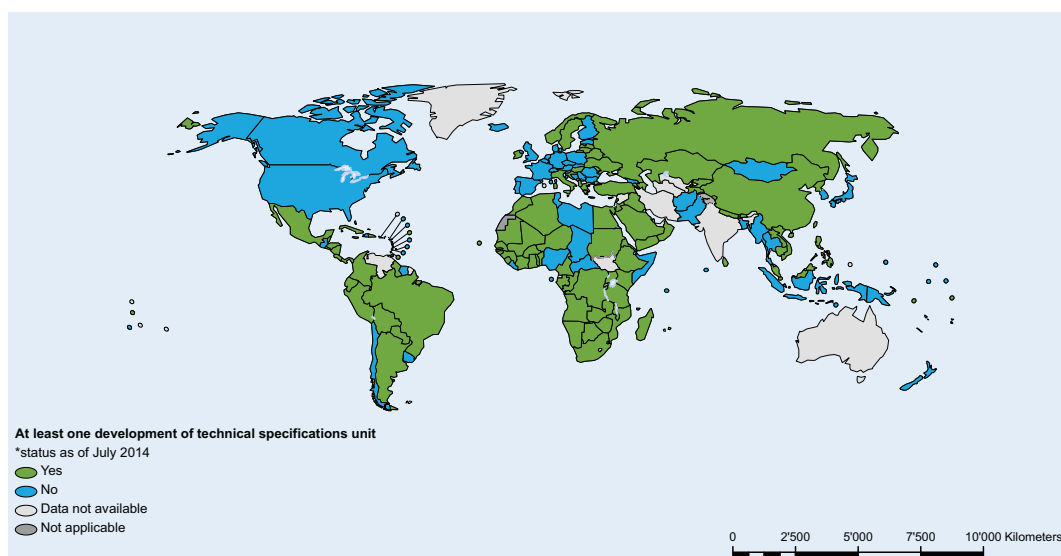 At least one development of technical specifications unit
*status as of July 2014
Yes
No
Data not available
Not applicable
0 2'500 5'000 7'500 10'000 Kilometers